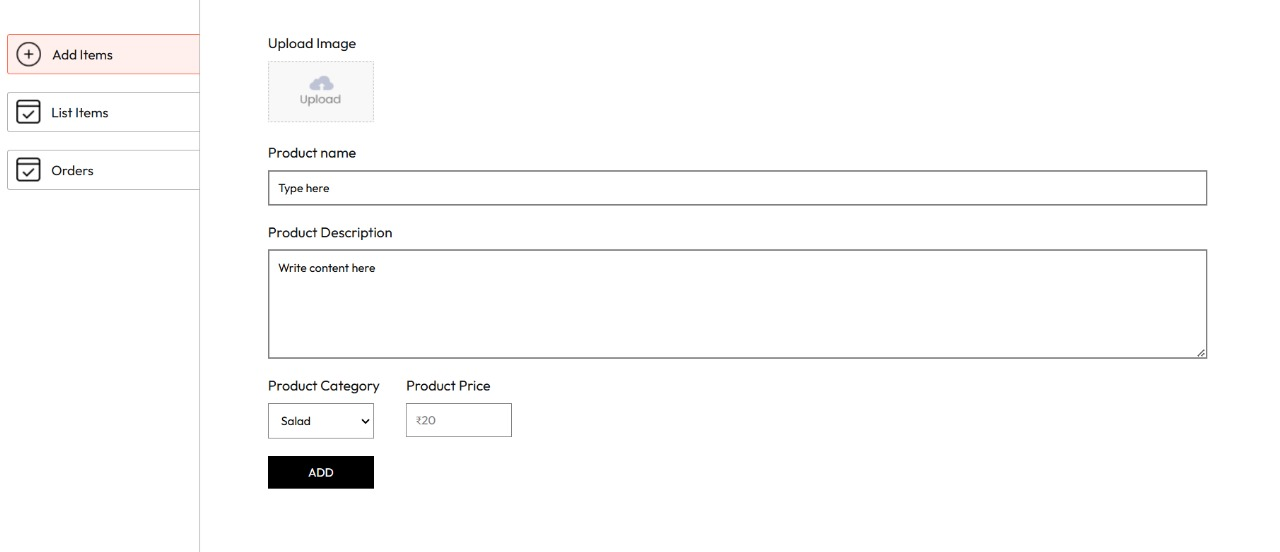 Add Items
List Items
Orders
Upload Image
Upload
Product name
Type here
Product Description
Write content here
Product Category
Product Price
Salad
₹20
ADD